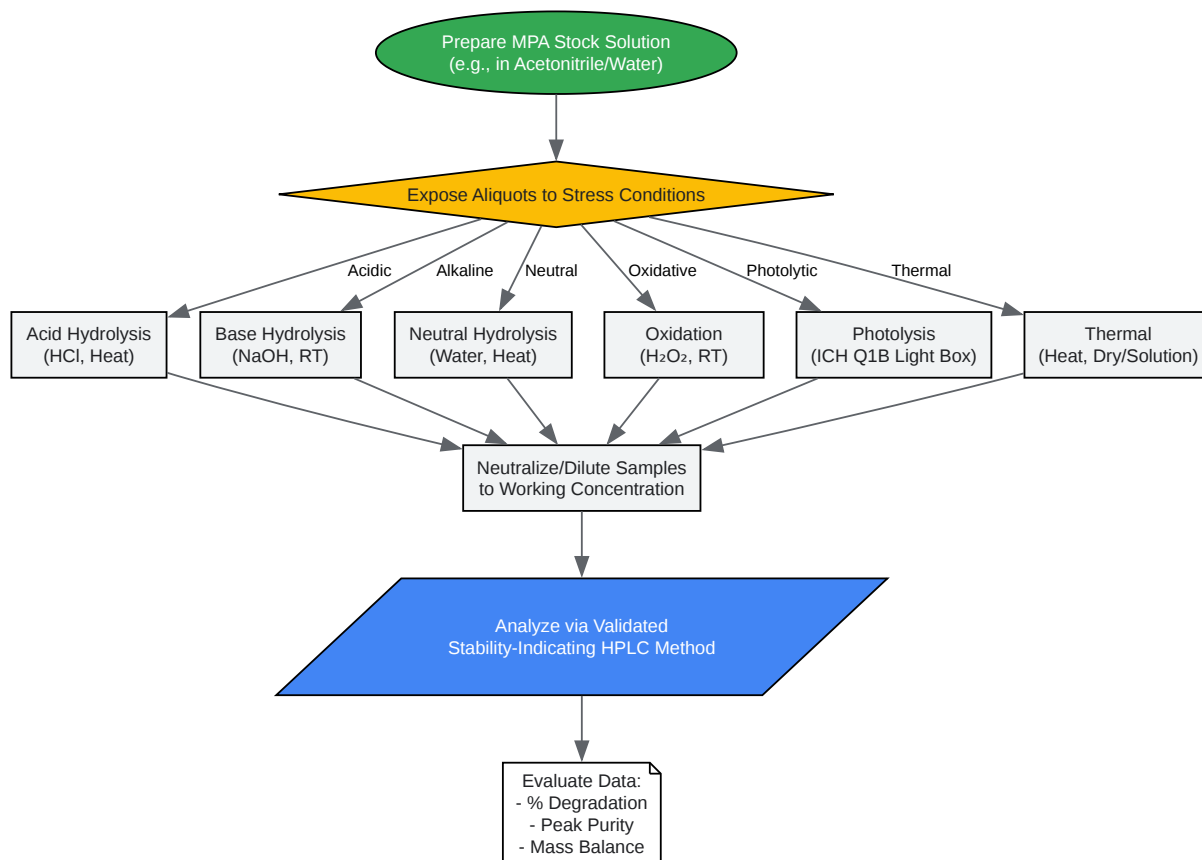 Prepare MPA Stock Solution
(e.g., in Acetonitrile/Water)
Expose Aliquots to Stress Conditions
Acidic
Alkaline
Neutral
Oxidative
Photolytic
Thermal
Acid Hydrolysis
(HCl, Heat)
Base Hydrolysis
(NaOH, RT)
Neutral Hydrolysis
(Water, Heat)
Oxidation
(H₂O₂, RT)
Photolysis
(ICH Q1B Light Box)
Thermal
(Heat, Dry/Solution)
Neutralize/Dilute Samples
to Working Concentration
Analyze via Validated
Stability-Indicating HPLC Method
Evaluate Data:
- % Degradation
- Peak Purity
- Mass Balance